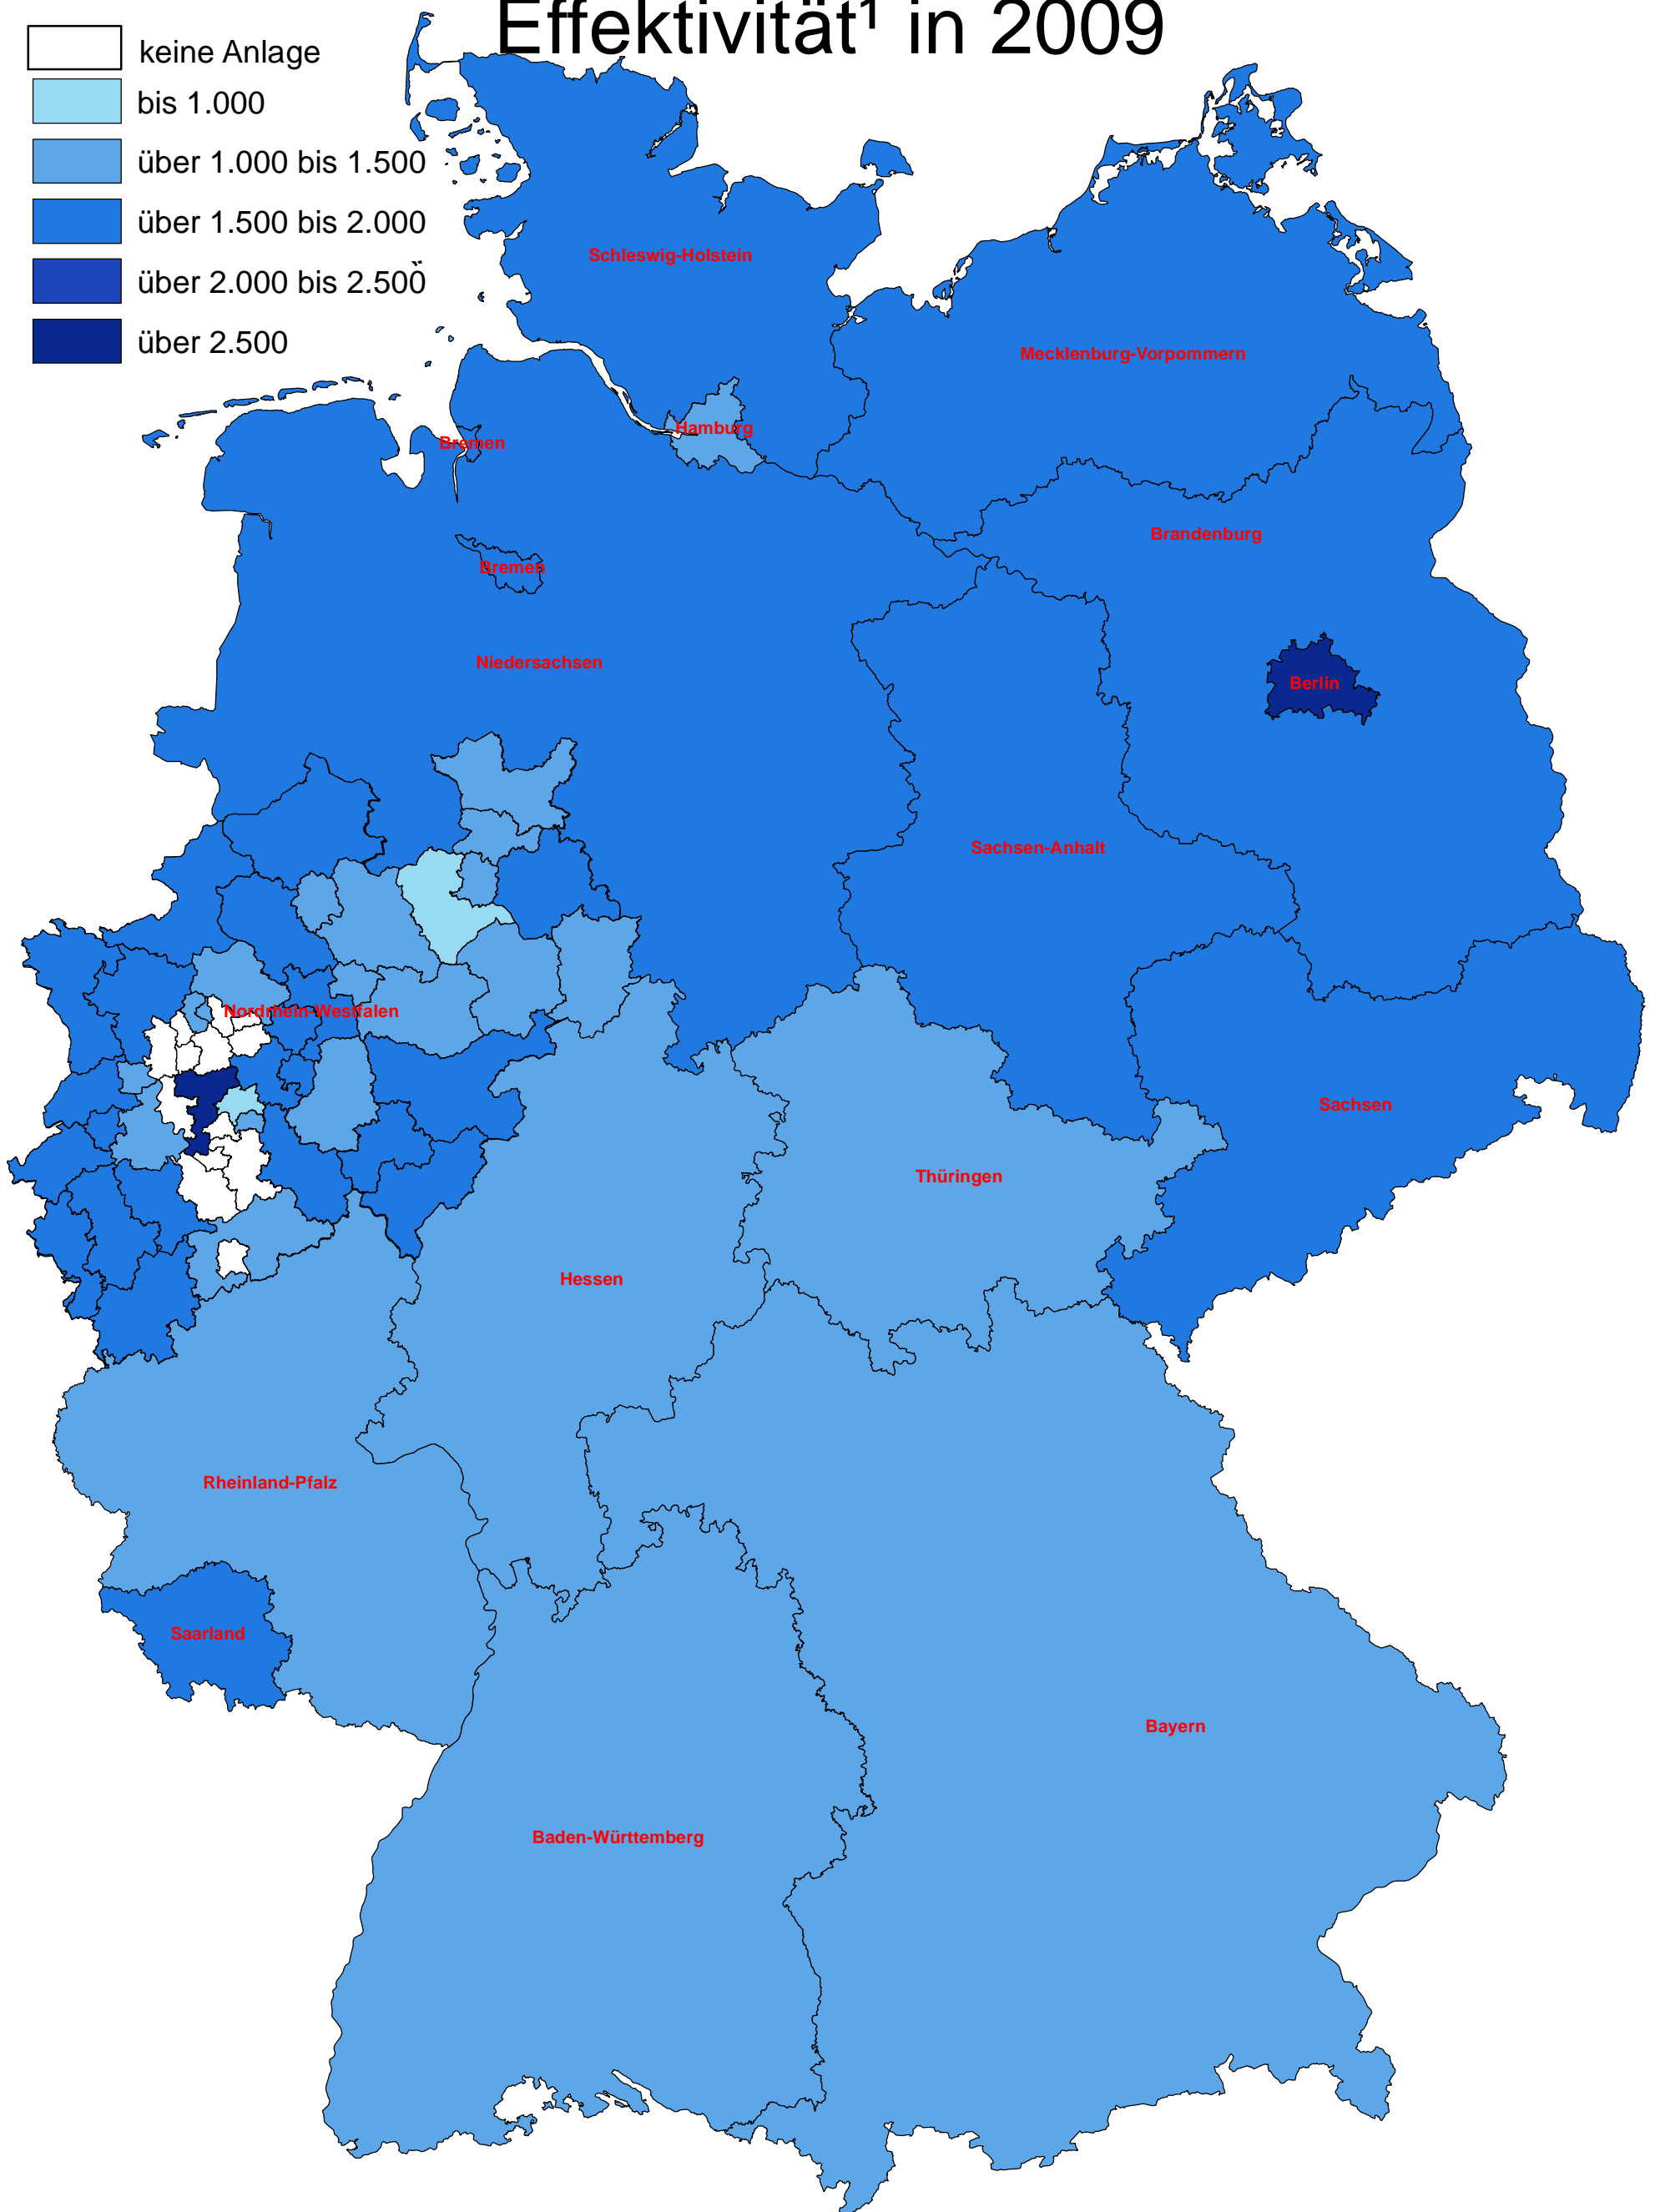 Effektivität¹ in 2009
keine Anlage
bis 1.000
über 1.000 bis 1.500
über 1.500 bis 2.000
über 2.000 bis 2.500
über 2.500
Schleswig-Holstein
Mecklenburg-Vorpommern
Hamburg
Bremen
Brandenburg
Bremen
Niedersachsen
Berlin
Sachsen-Anhalt
Nordrhein-Westfalen
Sachsen
Thüringen
Hessen
Rheinland-Pfalz
Saarland
Bayern
Baden-Württemberg